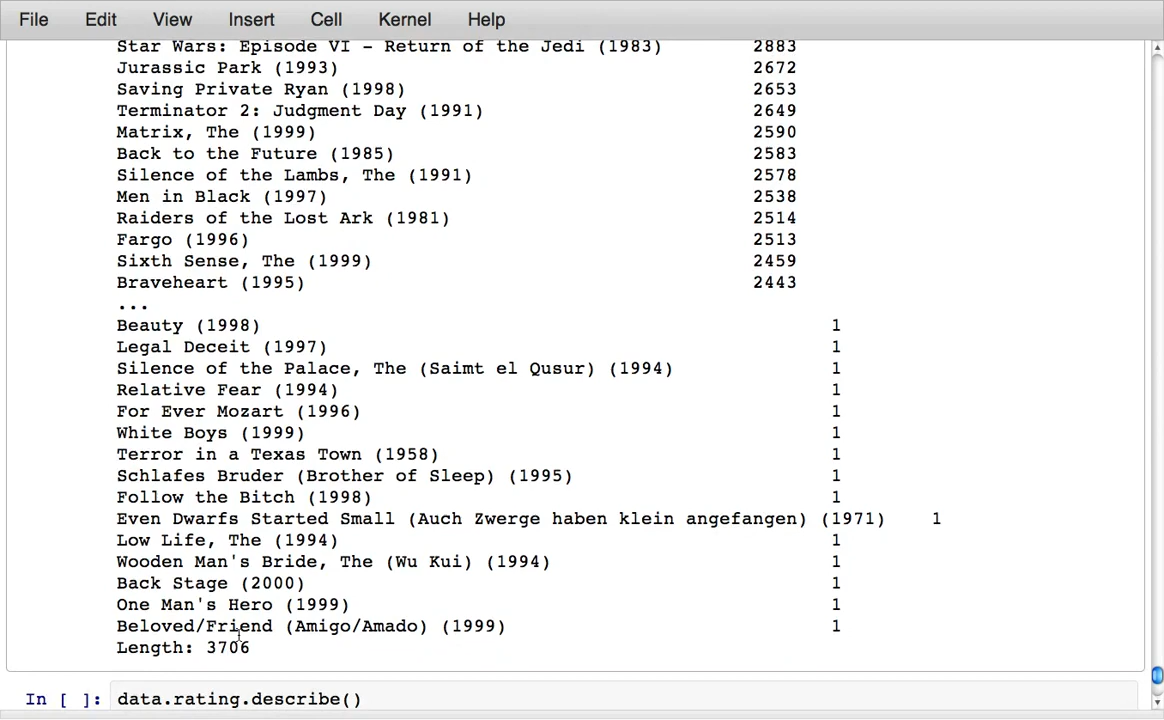 File Edit View Insert Cell Kernel Help
Star Wars: Episode VI - Return of the Jedi (1983) 2883
Jurassic Park (1993) 2672
Saving Private Ryan (1998) 2653
Terminator 2: Judgment Day (1991) 2649
Matrix, The (1999) 2590
Back to the Future (1985) 2583
Silence of the Lambs, The (1991) 2578
Men in Black (1997) 2538
Raiders of the Lost Ark (1981) 2514
Fargo (1996) 2513
Sixth Sense, The (1999) 2459
Braveheart (1995) 2443
...
Beauty (1998) 1
Legal Deceit (1997) 1
Silence of the Palace, The (Saimt el Qusur) (1994) 1
Relative Fear (1994) 1
For Ever Mozart (1996) 1
White Boys (1999) 1
Terror in a Texas Town (1958) 1
Schlafes Bruder (Brother of Sleep) (1995) 1
Follow the Bitch (1998) 1
Even Dwarfs Started Small (Auch Zwerge haben klein angefangen) (1971) 1
Low Life, The (1994) 1
Wooden Man's Bride, The (Wu Kui) (1994) 1
Back Stage (2000) 1
One Man's Hero (1999) 1
Beloved/Friend (Amigo/Amado) (1999) 1
Length: 3706
In [ ]: data.rating.describe()